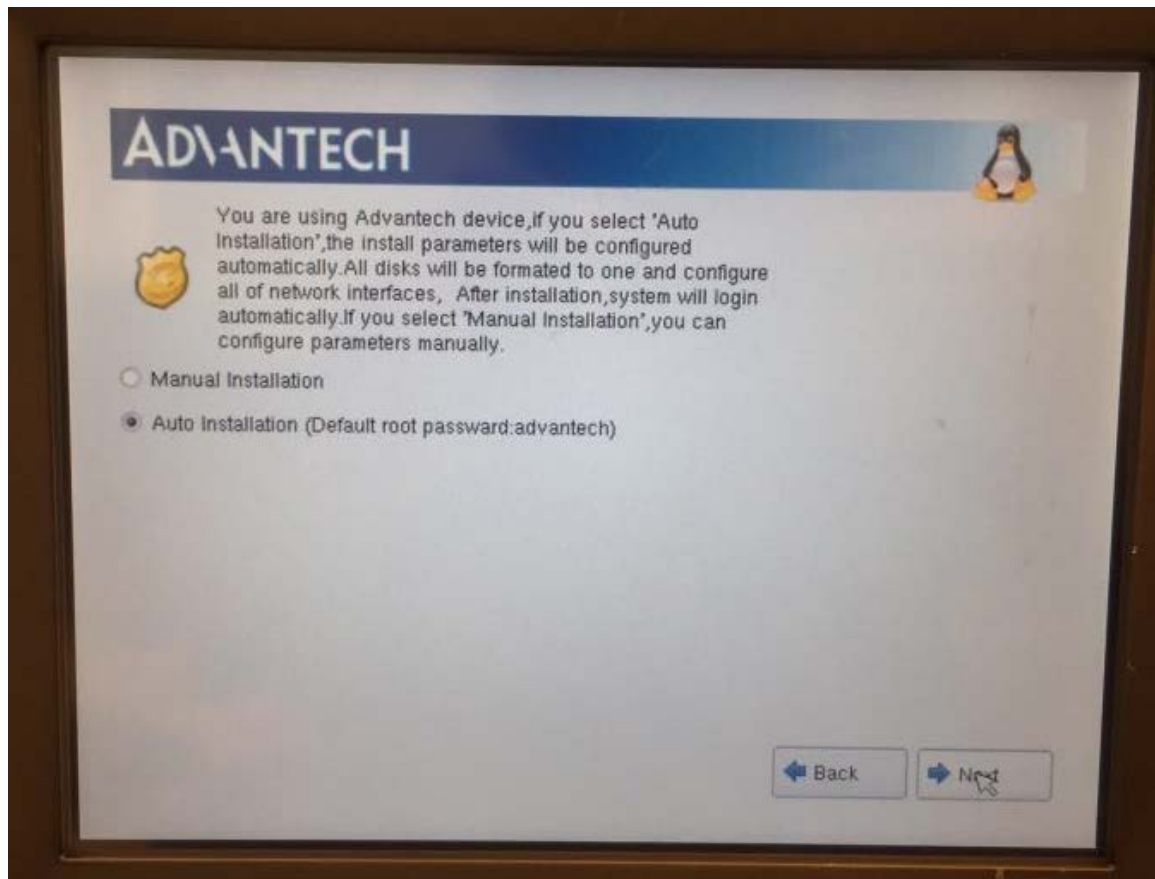 ADVANTECH
You are using Advantech device,if you select 'Auto
Installation',the install parameters will be configured
automatically.All disks will be formated to one and configure
all of network interfaces, After installation,system will login
automatically.If you select 'Manual Installation',you can
configure parameters manually.
Manual Installation
Auto Installation (Default root passward:advantech)
Back
Next